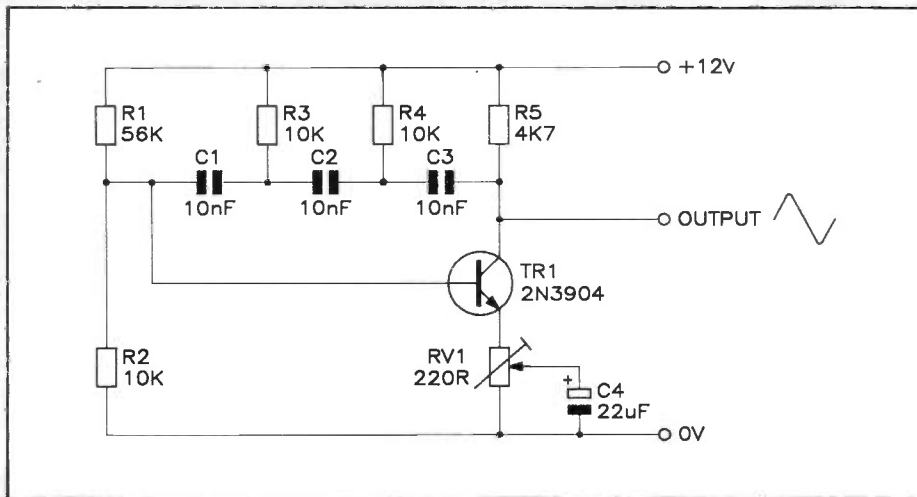 +12V
R1
56K
R3
10K
R4
10K
R5
4K7
C1
10nF
C2
10nF
C3
10nF
OUTPUT
TR1
2N3904
R2
10K
RV1
220R
+
C4
22uF
0V